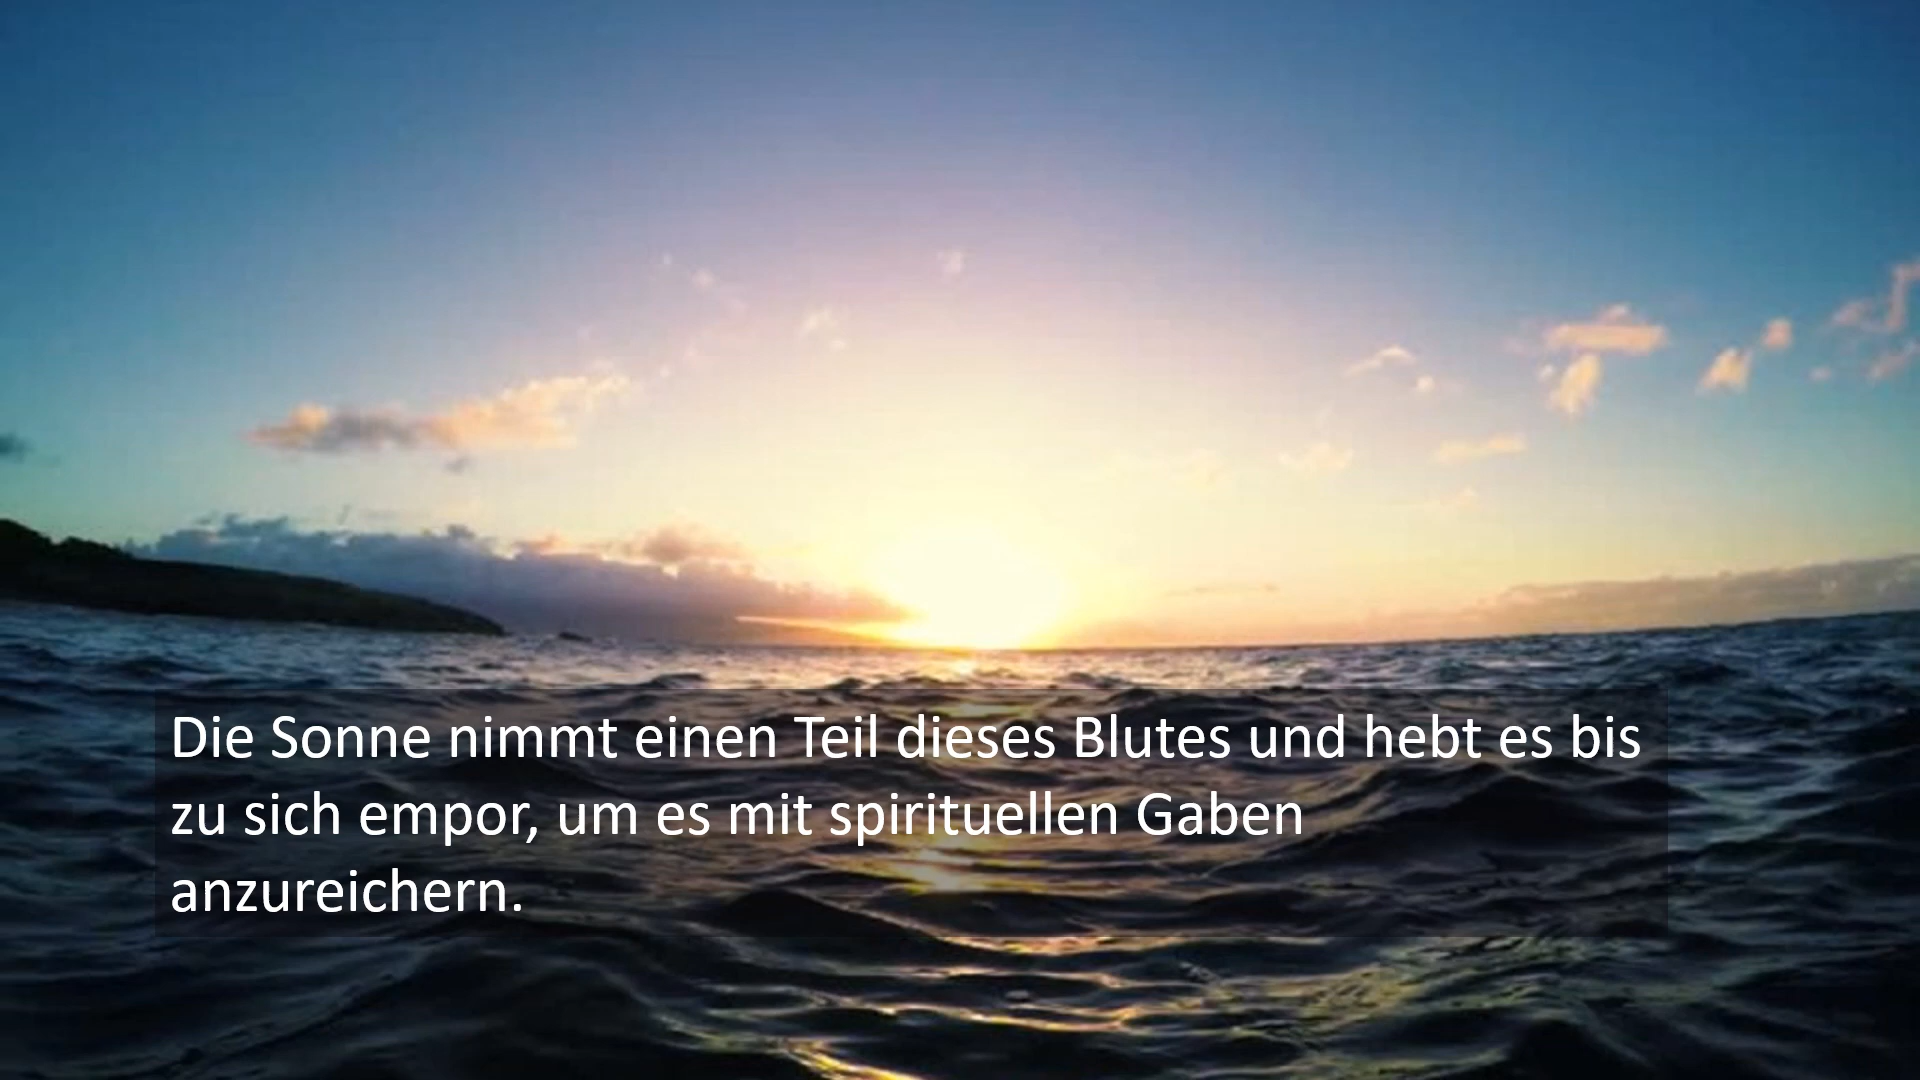 Die Sonne nimmt einen Teil dieses Blutes und hebt es bis
zu sich empor, um es mit spirituellen Gaben
anzureichern.